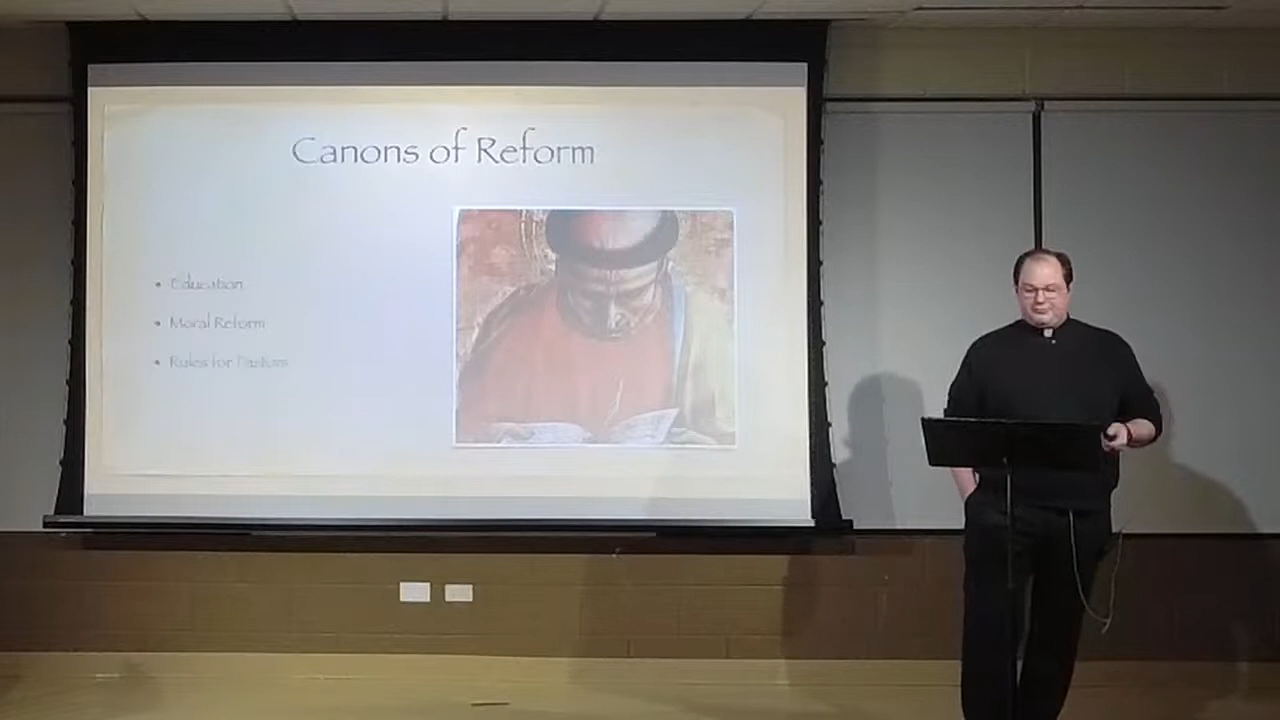 Canons of Reform
• Education
• Moral Reform
• Rules for Pastors